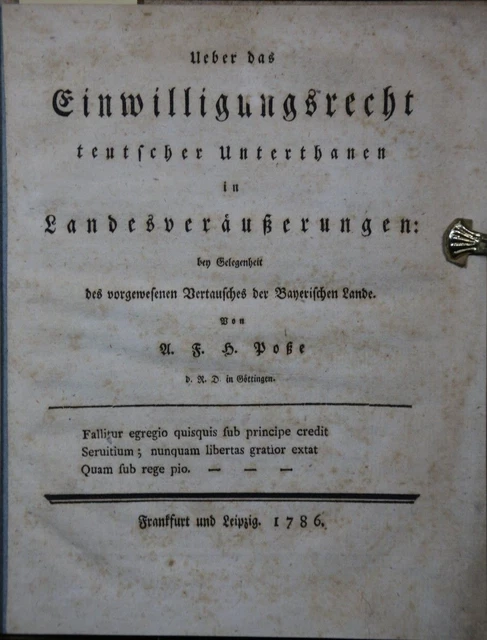 Ueber das
Einwilligungsrecht
teutſcher Unterthanen
in
Landesveräußerungen:
bey Gelegenheit
des vorgeweſenen Vertauſches der Bayeriſchen Lande.
Von
A. F. H. Poße
d. R. D. in Göttingen.
Fallitur egregio quisquis ſub principe credit
Seruitium; nunquam libertas gratior extat
Quam ſub rege pio. — — —
Frankfurt und Leipzig. 1786.